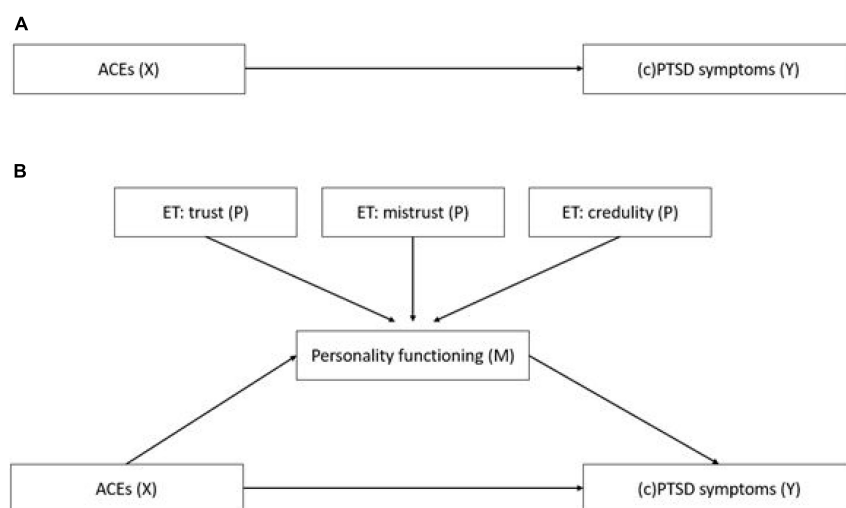 A
ACEs (X)
(c)PTSD symptoms (Y)
B
ET: trust (P)
ET: mistrust (P)
ET: credulity (P)
Personality functioning (M)
ACEs (X)
(c)PTSD symptoms (Y)